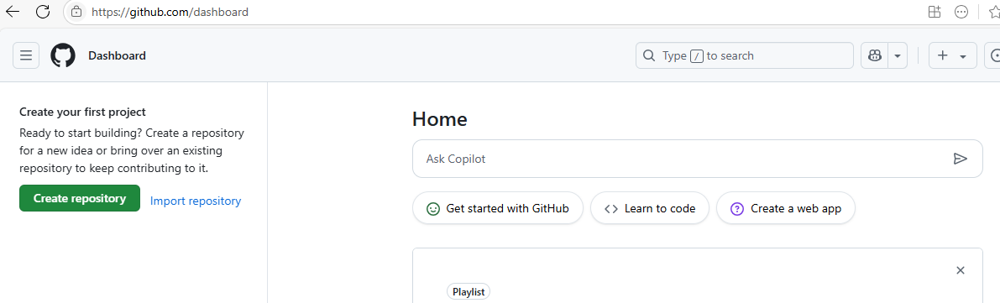 https://github.com/dashboard
Dashboard
Type / to search
Create your first project
Ready to start building? Create a repository
for a new idea or bring over an existing
repository to keep contributing to it.
Create repository
Import repository
Home
Ask Copilot
Get started with GitHub
Learn to code
Create a web app
Playlist